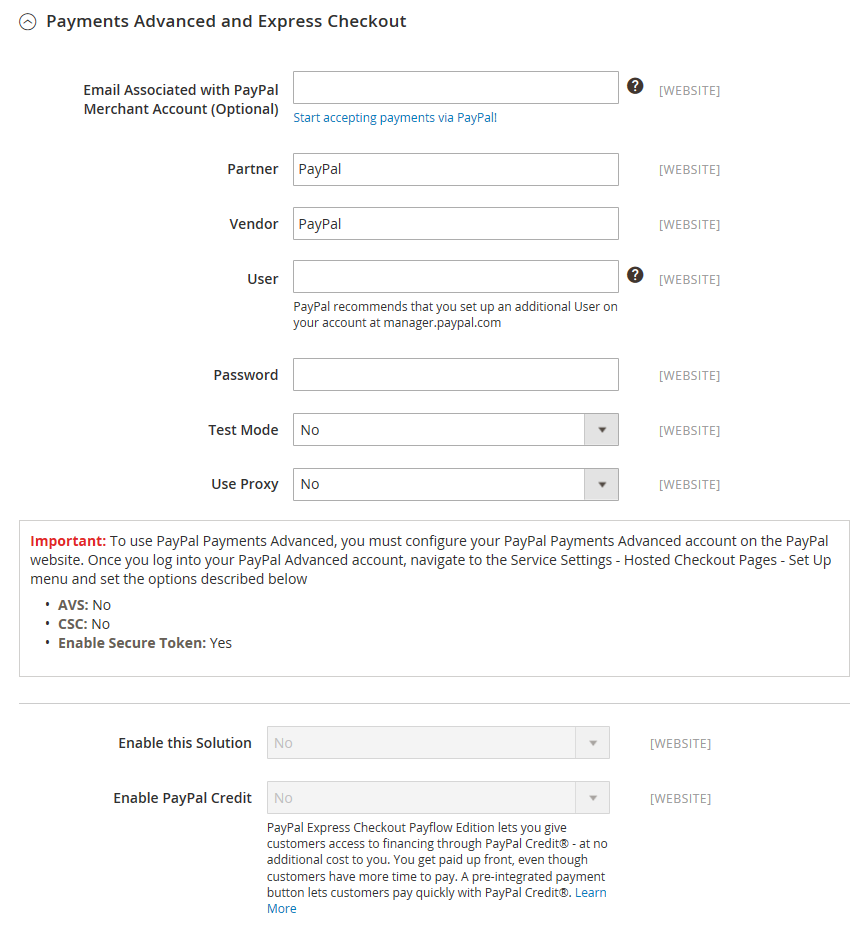 Payments Advanced and Express Checkout
Email Associated with PayPal
Merchant Account (Optional)
? [WEBSITE]
Start accepting payments via PayPal!
Partner PayPal [WEBSITE]
Vendor PayPal [WEBSITE]
User ? [WEBSITE]
PayPal recommends that you set up an additional User on
your account at manager.paypal.com
Password [WEBSITE]
Test Mode No [WEBSITE]
Use Proxy No [WEBSITE]
Important: To use PayPal Payments Advanced, you must configure your PayPal Payments Advanced account on the PayPal
website. Once you log into your PayPal Advanced account, navigate to the Service Settings - Hosted Checkout Pages - Set Up
menu and set the options described below
• AVS: No
• CSC: No
• Enable Secure Token: Yes
Enable this Solution No [WEBSITE]
Enable PayPal Credit No [WEBSITE]
PayPal Express Checkout Payflow Edition lets you give
customers access to financing through PayPal Credit® - at no
additional cost to you. You get paid up front, even though
customers have more time to pay. A pre-integrated payment
button lets customers pay quickly with PayPal Credit®. Learn
More